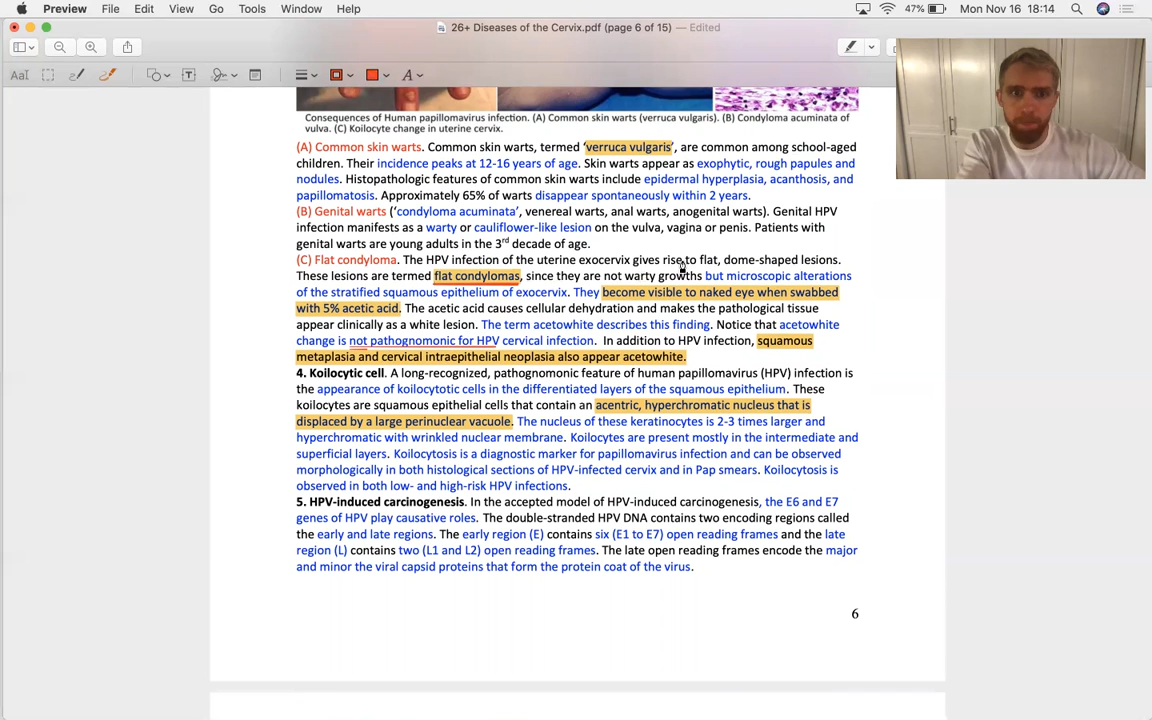 Preview File Edit View Go Tools Window Help 47% Mon Nov 16 18:14
26+ Diseases of the Cervix.pdf (page 6 of 15) — Edited
AaI T A
Consequences of Human papillomavirus infection. (A) Common skin warts (verruca vulgaris). (B) Condyloma acuminata of
vulva. (C) Koilocyte change in uterine cervix.
(A) Common skin warts. Common skin warts, termed ‘verruca vulgaris’, are common among school-aged
children. Their incidence peaks at 12-16 years of age. Skin warts appear as exophytic, rough papules and
nodules. Histopathologic features of common skin warts include epidermal hyperplasia, acanthosis, and
papillomatosis. Approximately 65% of warts disappear spontaneously within 2 years.
(B) Genital warts (‘condyloma acuminata’, venereal warts, anal warts, anogenital warts). Genital HPV
infection manifests as a warty or cauliflower-like lesion on the vulva, vagina or penis. Patients with
genital warts are young adults in the 3rd decade of age.
(C) Flat condyloma. The HPV infection of the uterine exocervix gives rise to flat, dome-shaped lesions.
These lesions are termed flat condylomas, since they are not warty growths but microscopic alterations
of the stratified squamous epithelium of exocervix. They become visible to naked eye when swabbed
with 5% acetic acid. The acetic acid causes cellular dehydration and makes the pathological tissue
appear clinically as a white lesion. The term acetowhite describes this finding. Notice that acetowhite
change is not pathognomonic for HPV cervical infection. In addition to HPV infection, squamous
metaplasia and cervical intraepithelial neoplasia also appear acetowhite.
4. Koilocytic cell. A long-recognized, pathognomonic feature of human papillomavirus (HPV) infection is
the appearance of koilocytotic cells in the differentiated layers of the squamous epithelium. These
koilocytes are squamous epithelial cells that contain an acentric, hyperchromatic nucleus that is
displaced by a large perinuclear vacuole. The nucleus of these keratinocytes is 2-3 times larger and
hyperchromatic with wrinkled nuclear membrane. Koilocytes are present mostly in the intermediate and
superficial layers. Koilocytosis is a diagnostic marker for papillomavirus infection and can be observed
morphologically in both histological sections of HPV-infected cervix and in Pap smears. Koilocytosis is
observed in both low- and high-risk HPV infections.
5. HPV-induced carcinogenesis. In the accepted model of HPV-induced carcinogenesis, the E6 and E7
genes of HPV play causative roles. The double-stranded HPV DNA contains two encoding regions called
the early and late regions. The early region (E) contains six (E1 to E7) open reading frames and the late
region (L) contains two (L1 and L2) open reading frames. The late open reading frames encode the major
and minor the viral capsid proteins that form the protein coat of the virus.
6